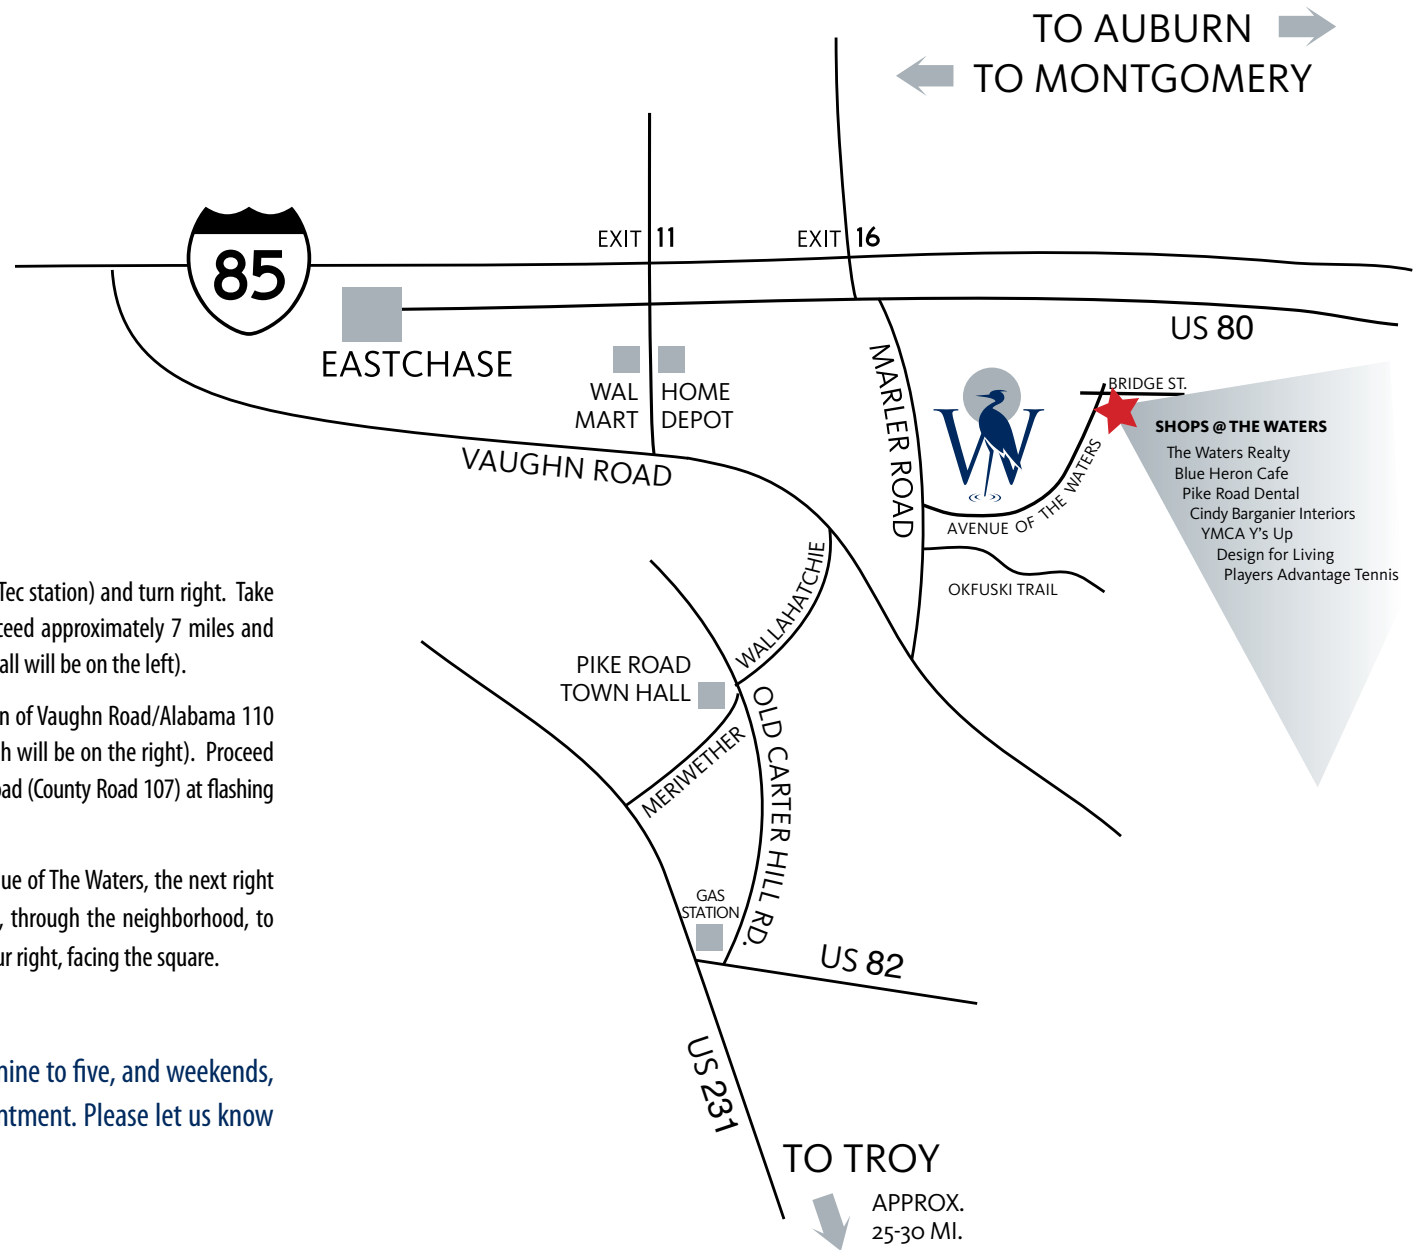 TO AUBURN
TO MONTGOMERY
EXIT 11
EXIT 16
85
EASTCHASE
US 80
WAL
MART
HOME
DEPOT
VAUGHN ROAD
MARLER ROAD
W
BRIDGE ST.
AVENUE OF THE WATERS
OKFUSKI TRAIL
SHOPS @ THE WATERS
The Waters Realty
Blue Heron Cafe
Pike Road Dental
Cindy Barganier Interiors
YMCA Y's Up
Design for Living
Players Advantage Tennis
WALLAHATCHIE
PIKE ROAD
TOWN HALL
MERIWETHER
OLD CARTER HILL RD.
GAS
STATION
US 82
US 231
TO TROY
APPROX.
25-30 MI.
Tec station) and turn right. Take
ceed approximately 7 miles and
all will be on the left).
n of Vaughn Road/Alabama 110
h will be on the right). Proceed
oad (County Road 107) at flashing
ue of The Waters, the next right
, through the neighborhood, to
ur right, facing the square.
nine to five, and weekends,
ntment. Please let us know